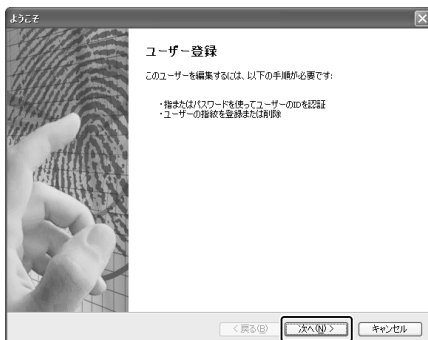 ようこそ
ユーザー登録
このユーザーを編集するには、以下の手順が必要です:
・指またはパスワードを使ってユーザーのIDを認証
・ユーザーの指紋を登録または削除
< 戻る(B)
次へ(N) >
キャンセル